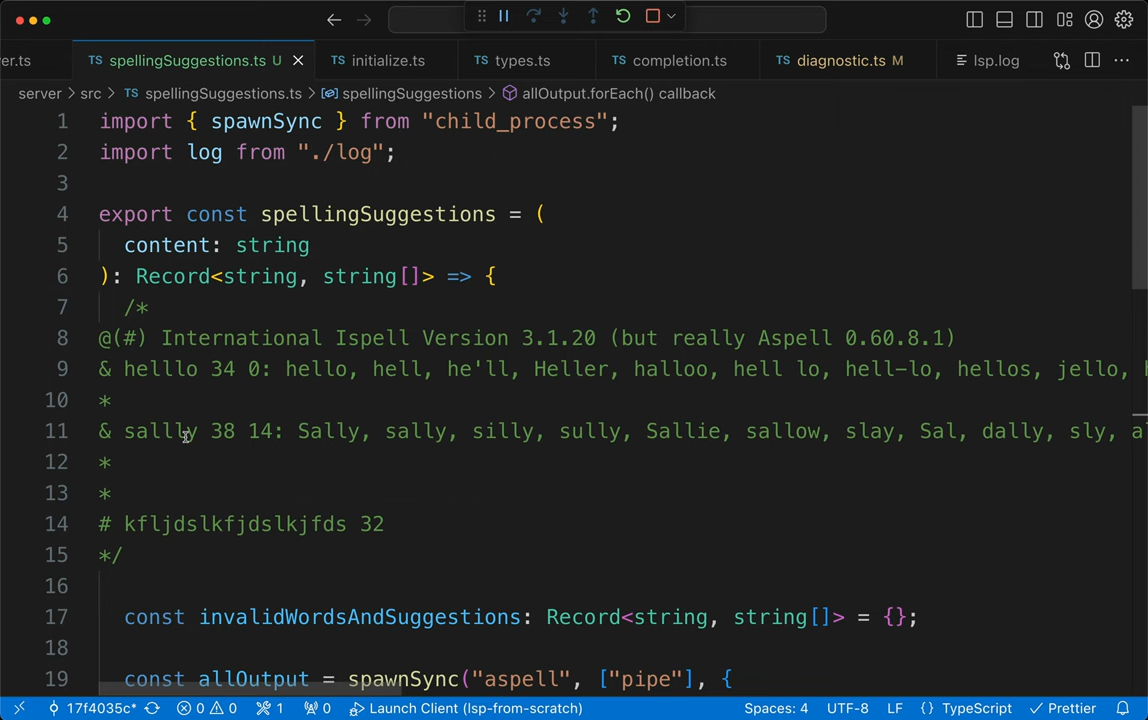 er.ts TS spellingSuggestions.ts U TS initialize.ts TS types.ts TS completion.ts TS diagnostic.ts M lsp.log
server > src > TS spellingSuggestions.ts > spellingSuggestions > allOutput.forEach() callback
1 import { spawnSync } from "child_process";
2 import log from "./log";
3
4 export const spellingSuggestions = (
5 content: string
6 ): Record<string, string[]> => {
7 /*
8 @(#) International Ispell Version 3.1.20 (but really Aspell 0.60.8.1)
9 & helllo 34 0: hello, hell, he'll, Heller, halloo, hell lo, hell-lo, hellos, jello,
10 *
11 & sallly 38 14: Sally, sally, silly, sully, Sallie, sallow, slay, Sal, dally, sly,
12 *
13 *
14 # kfljdslkfjdslkjfds 32
15 */
16
17 const invalidWordsAndSuggestions: Record<string, string[]> = {};
18
19 const allOutput = spawnSync("aspell", ["pipe"], {
17f4035c* 0 0 1 0 Launch Client (lsp-from-scratch) Spaces: 4 UTF-8 LF {} TypeScript Prettier